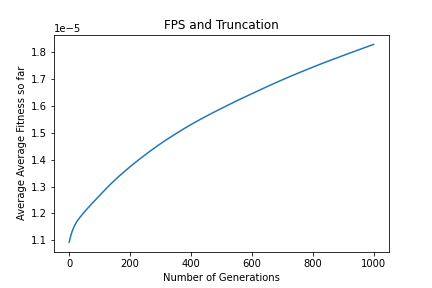 FPS and Truncation
1e−5
1.8
1.7
1.6
1.5
1.4
1.3
1.2
1.1
Average Average Fitness so far
0 200 400 600 800 1000
Number of Generations